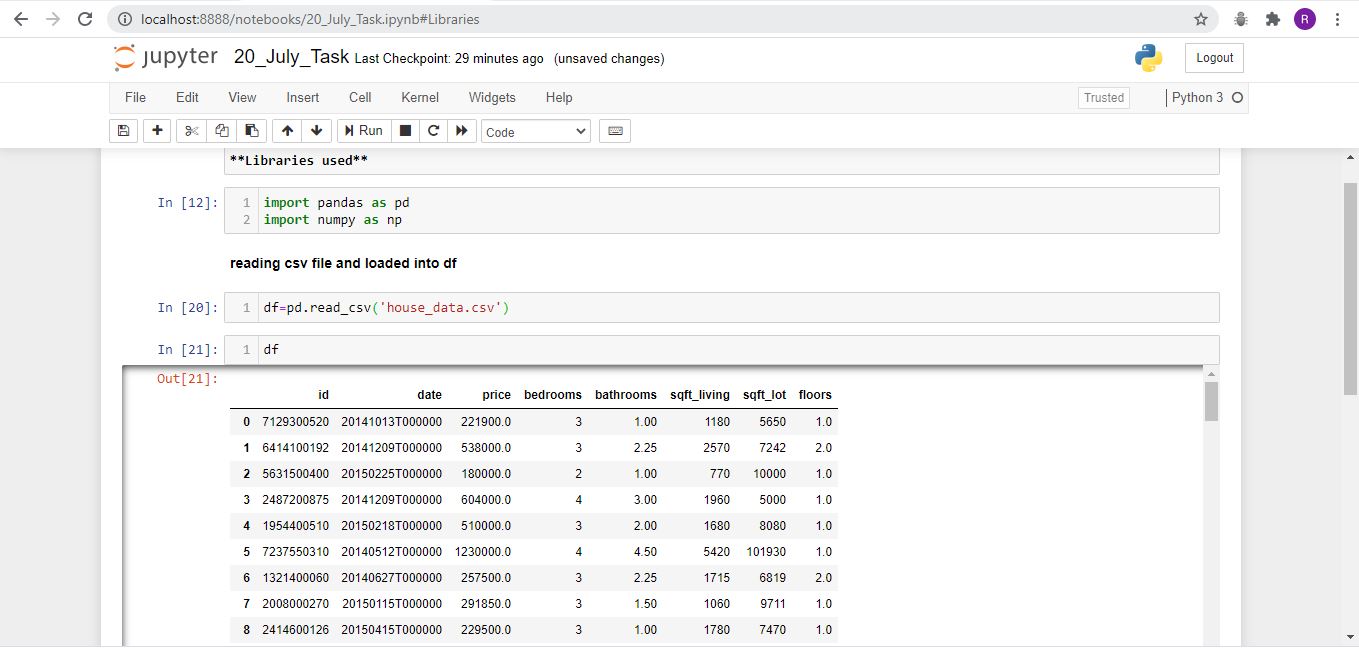 localhost:8888/notebooks/20_July_Task.ipynb#Libraries
R
jupyter 20_July_Task Last Checkpoint: 29 minutes ago (unsaved changes)
Logout
File Edit View Insert Cell Kernel Widgets Help
Trusted Python 3
Run Code
**Libraries used**
In [12]: 1 import pandas as pd
2 import numpy as np
reading csv file and loaded into df
In [20]: 1 df=pd.read_csv('house_data.csv')
In [21]: 1 df
Out[21]:
id date price bedrooms bathrooms sqft_living sqft_lot floors
0 7129300520 20141013T000000 221900.0 3 1.00 1180 5650 1.0
1 6414100192 20141209T000000 538000.0 3 2.25 2570 7242 2.0
2 5631500400 20150225T000000 180000.0 2 1.00 770 10000 1.0
3 2487200875 20141209T000000 604000.0 4 3.00 1960 5000 1.0
4 1954400510 20150218T000000 510000.0 3 2.00 1680 8080 1.0
5 7237550310 20140512T000000 1230000.0 4 4.50 5420 101930 1.0
6 1321400060 20140627T000000 257500.0 3 2.25 1715 6819 2.0
7 2008000270 20150115T000000 291850.0 3 1.50 1060 9711 1.0
8 2414600126 20150415T000000 229500.0 3 1.00 1780 7470 1.0